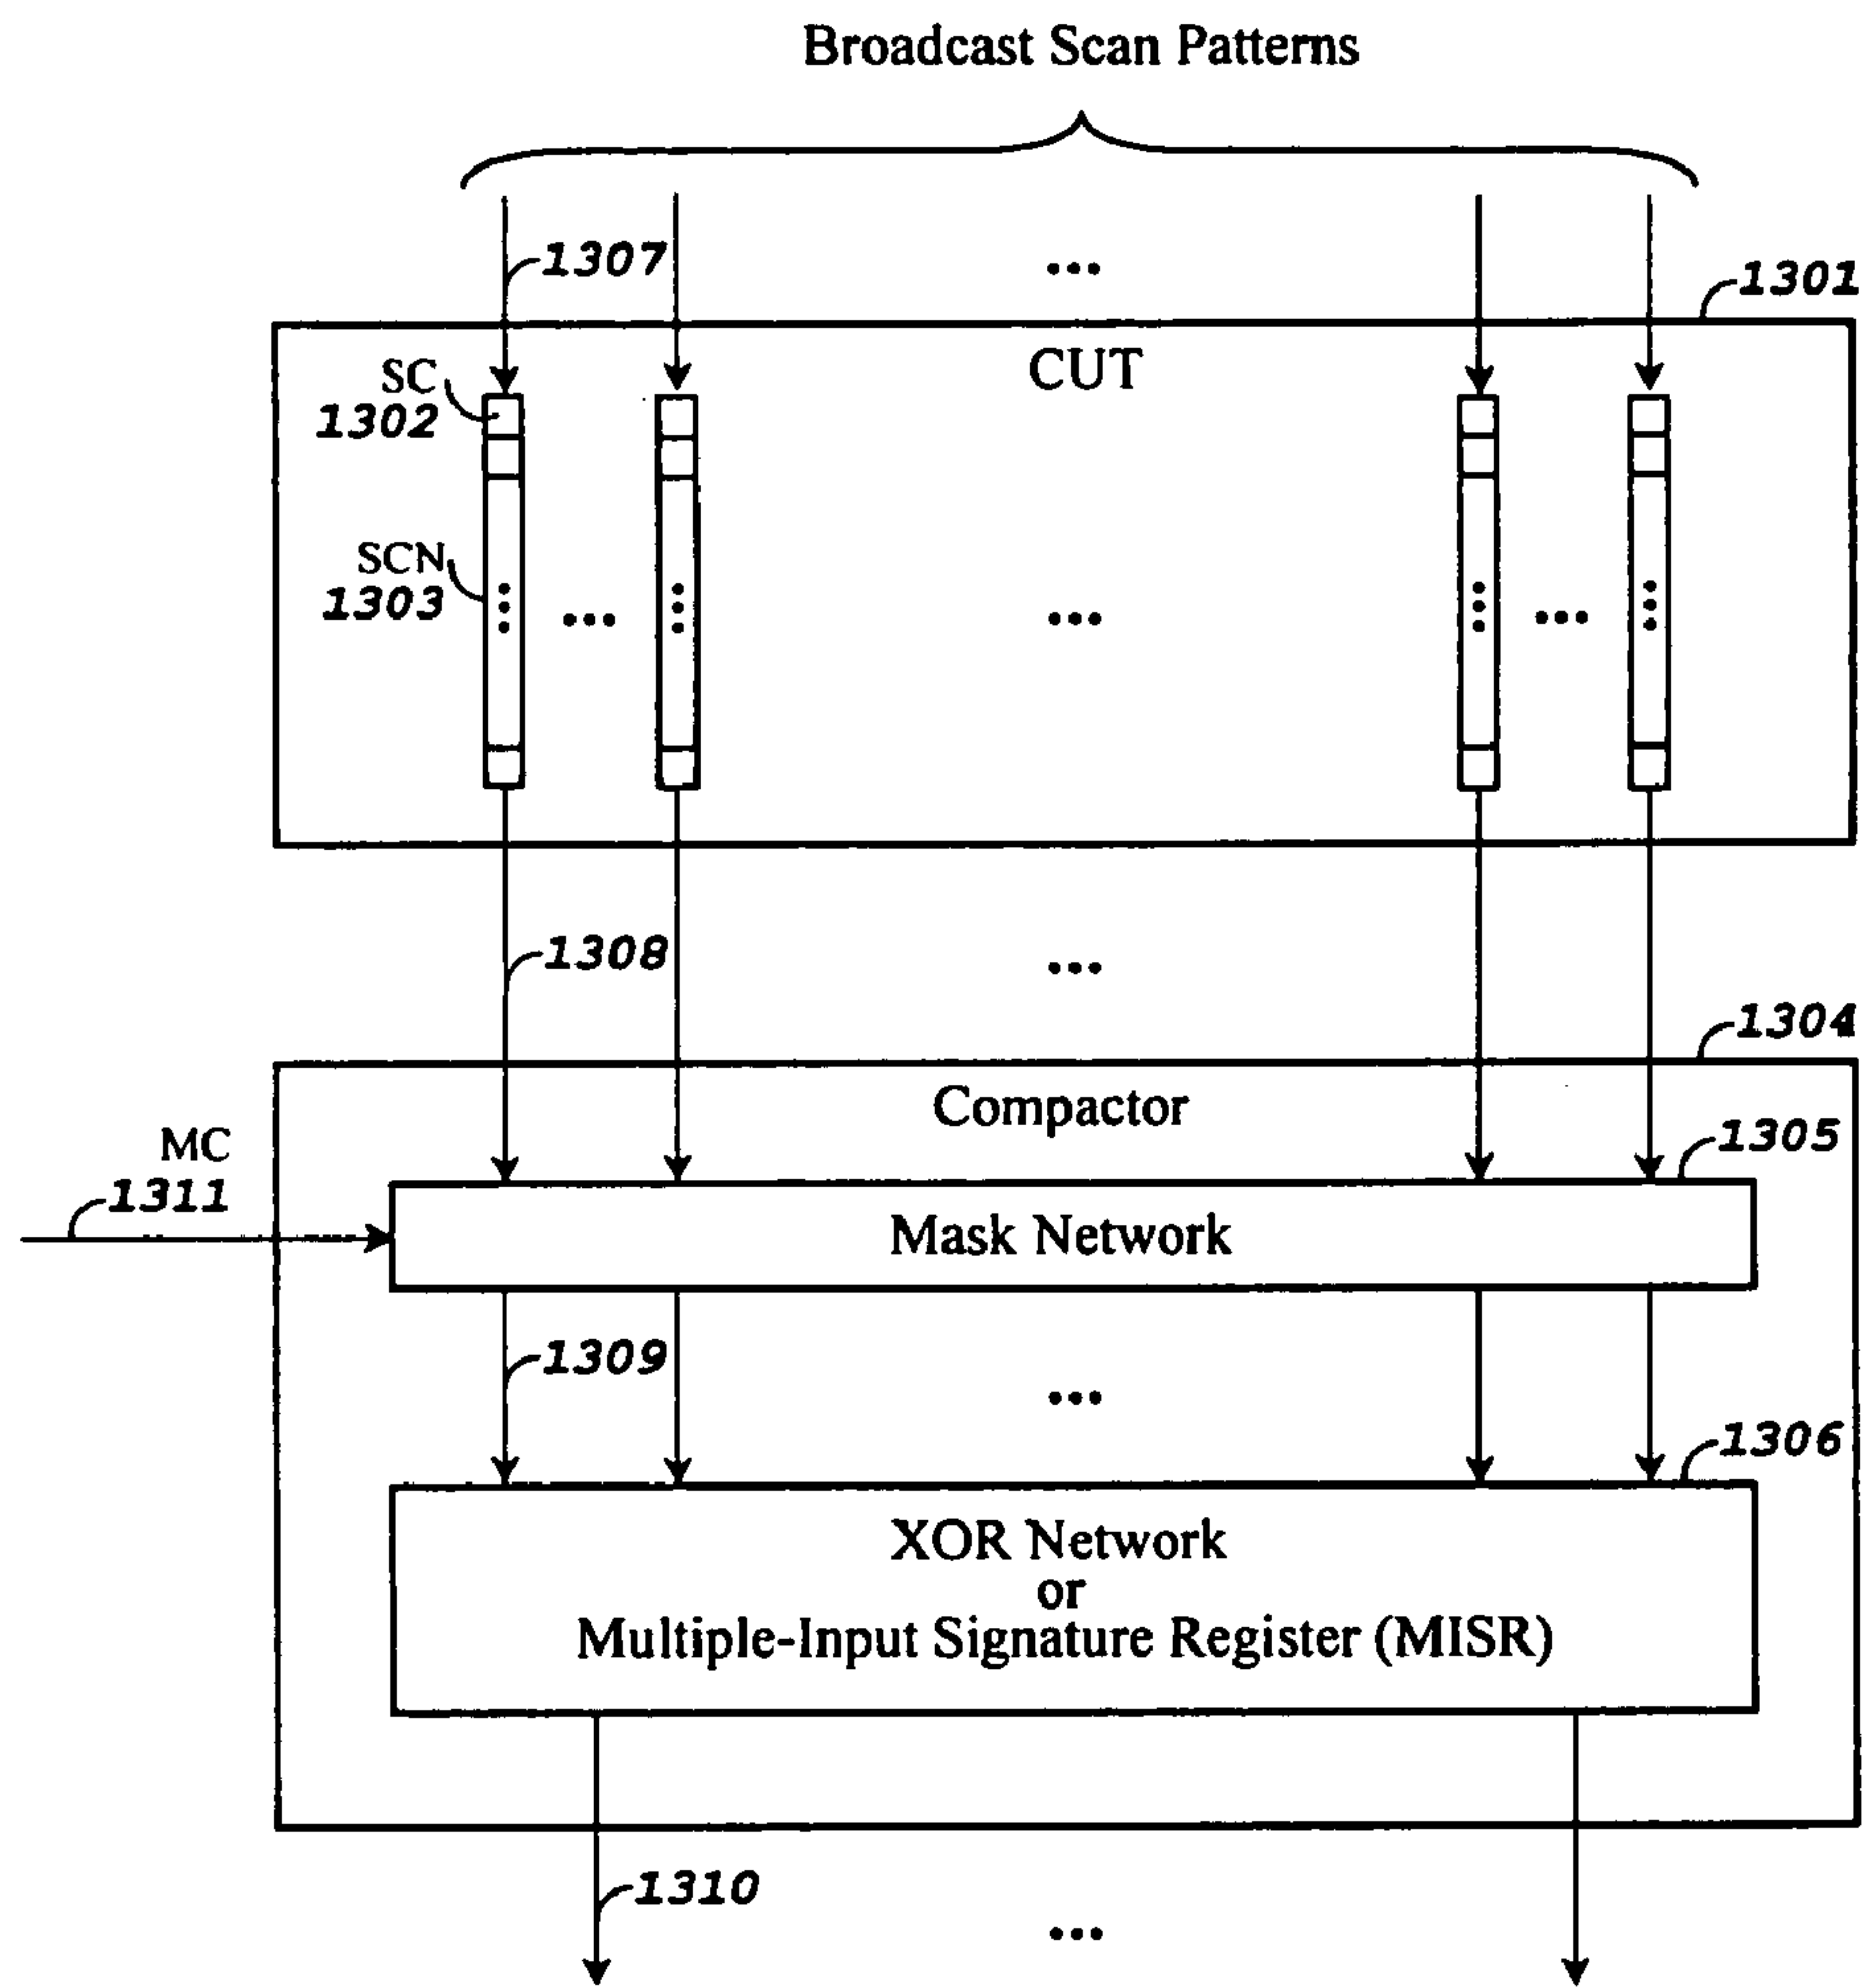 Broadcast Scan Patterns
1307
...
1301
CUT
SC
1302
SCN
1303
... ... ...
1308
...
1304
Compactor
MC
1311
1305
Mask Network
1309
...
1306
XOR Network
or
Multiple-Input Signature Register (MISR)
1310
...